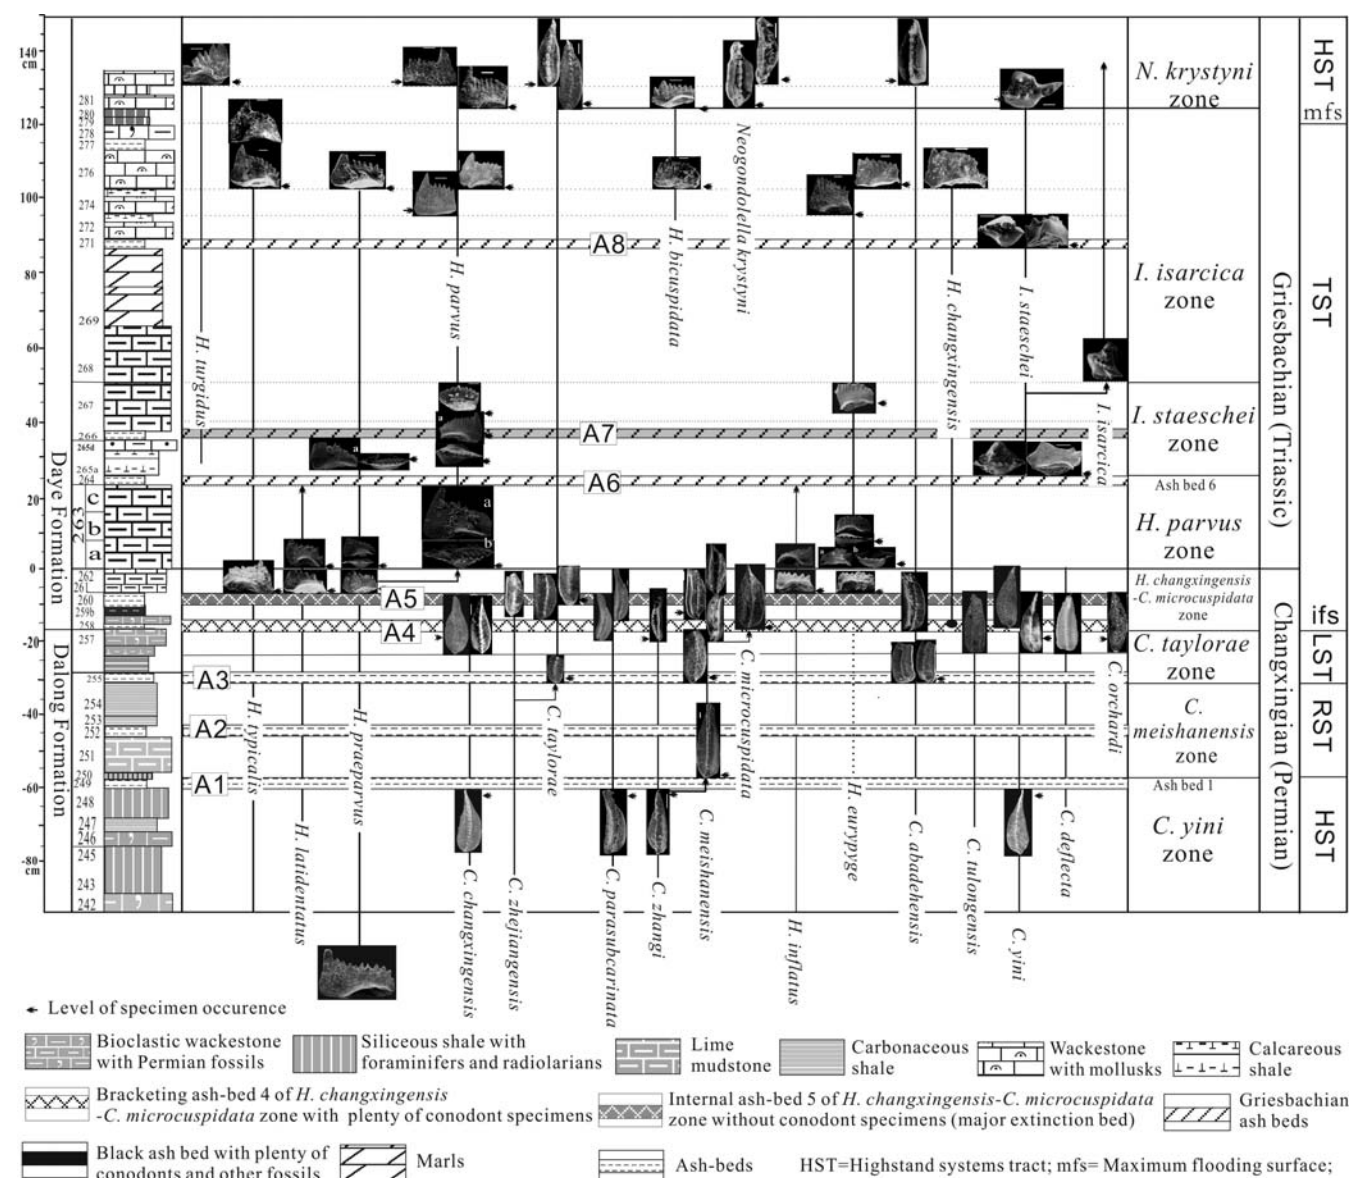 140
cm
120
100
80
60
40
20
0
-20
-40
-60
-80
cm
Daye Formation
Dalong Formation
281
280
279
278
277
276
274
272
271
269
268
267
266
265d
265a
264
c
b
a
263
262
261
260
259b
258
257
255
254
253
252
251
250
249
248
247
246
245
243
242
A8
A7
A6
A5
A4
A3
A2
A1
H. turgidus
H. typicalis
H. latidentatus
H. praeparvus
H. parvus
a
a
a
b
C. changxingensis
C. zhejiangensis
C. taylorae
C. parasubcarinata
C. zhangi
H. bicuspidata
C. meishanensis
Neogondolella krystyni
C. microcuspidata
H. inflatus
H. eurypyge
b
C. abadehensis
H. changxingensis
C. tulongensis
I. staeschei
C. yini
C. deflecta
I. isarcica
C. orchardi
N. krystyni
zone
I. isarcica
zone
I. staeschei
zone
Ash bed 6
H. parvus
zone
H. changxingensis
-C. microcuspidata
zone
C. taylorae
zone
C.
meishanensis
zone
Ash bed 1
C. yini
zone
Griesbachian (Triassic)
Changxingian (Permian)
HST
mfs
TST
ifs
LST
RST
HST
Level of specimen occurence
Bioclastic wackestone
with Permian fossils
Siliceous shale with
foraminifers and radiolarians
Lime
mudstone
Carbonaceous
shale
Wackestone
with mollusks
Calcareous
shale
Bracketing ash-bed 4 of H. changxingensis
-C. microcuspidata zone with plenty of conodont specimens
Internal ash-bed 5 of H. changxingensis-C. microcuspidata
zone without conodont specimens (major extinction bed)
Griesbachian
ash beds
Black ash bed with plenty of
conodonts and other fossils
Marls
Ash-beds
HST=Highstand systems tract; mfs= Maximum flooding surface;